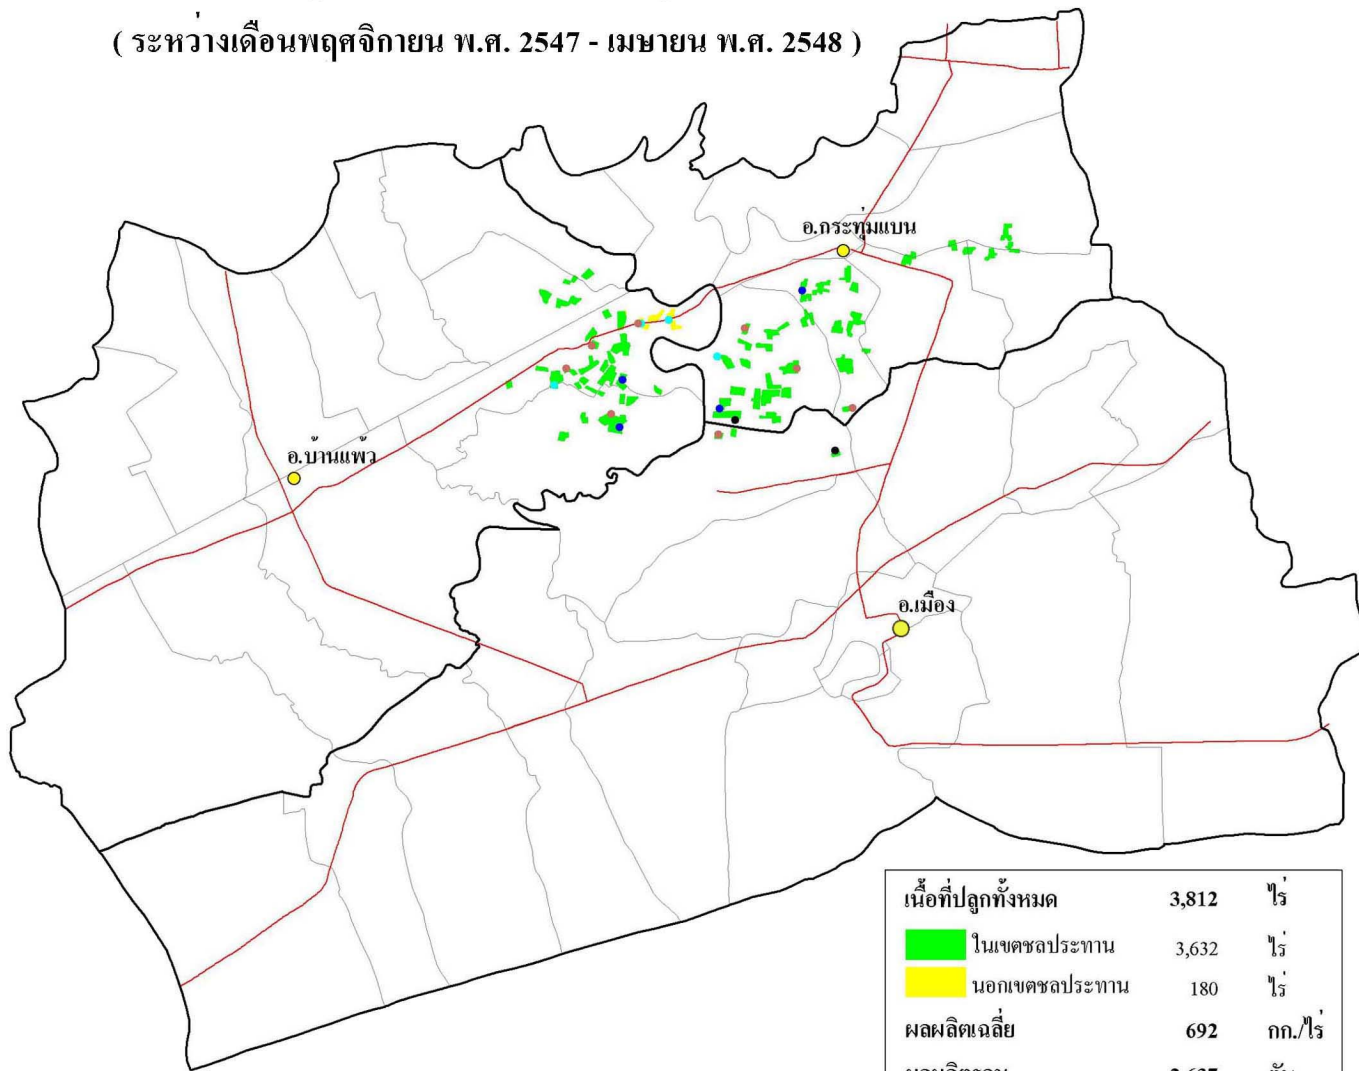 ( ระหว่างเดือนพฤศจิกายน พ.ศ. 2547 - เมษายน พ.ศ. 2548 )
อ.กระทุ่มแบน
อ.บ้านแพ้ว
อ.เมือง
เนื้อที่ปลูกทั้งหมด 3,812 ไร่
ในเขตชลประทาน 3,632 ไร่
นอกเขตชลประทาน 180 ไร่
ผลผลิตเฉลี่ย 692 กก./ไร่